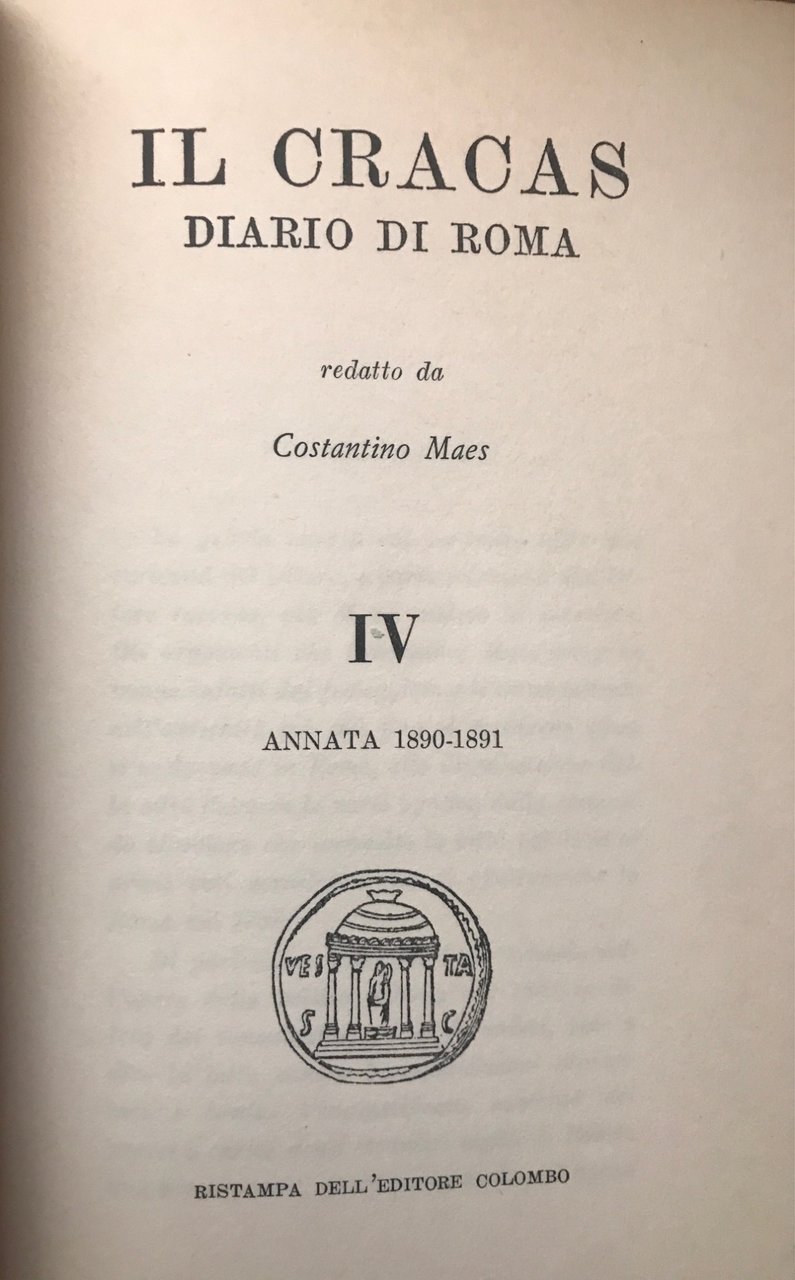 IL CRACAS
DIARIO DI ROMA
redatto da
Costantino Maes
IV
ANNATA 1890-1891
VES TA
S C
RISTAMPA DELL'EDITORE COLOMBO